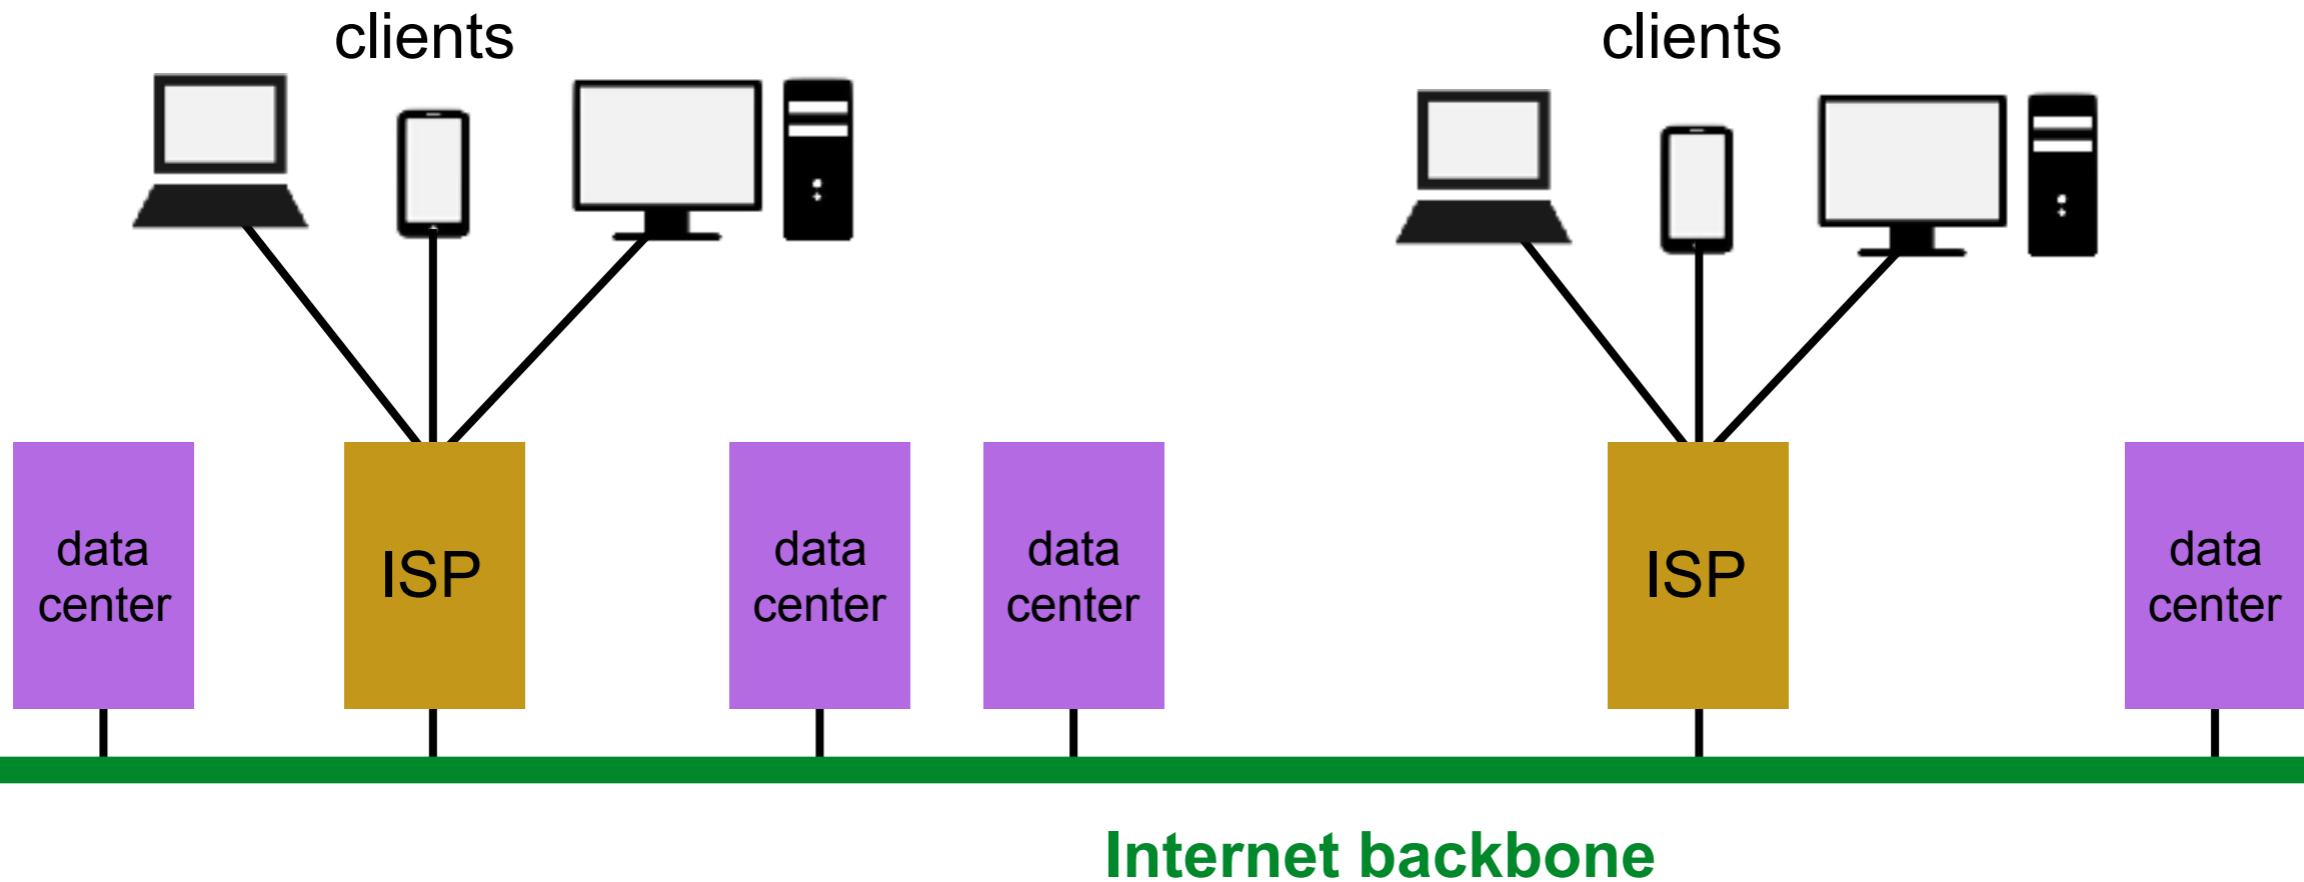 clients
clients
data
center
ISP
data
center
data
center
ISP
data
center
Internet backbone